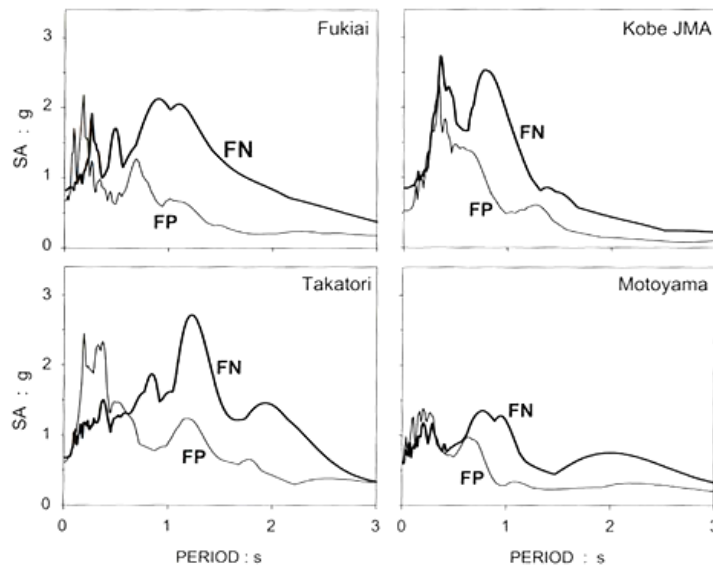 Fukiai
Kobe JMA
3
2
1
0
SA : g
FN
FP
FN
FP
Takatori
Motoyama
3
2
1
0
SA : g
FN
FP
FN
FP
0
1
2
3
0
1
2
3
PERIOD : s
PERIOD : s